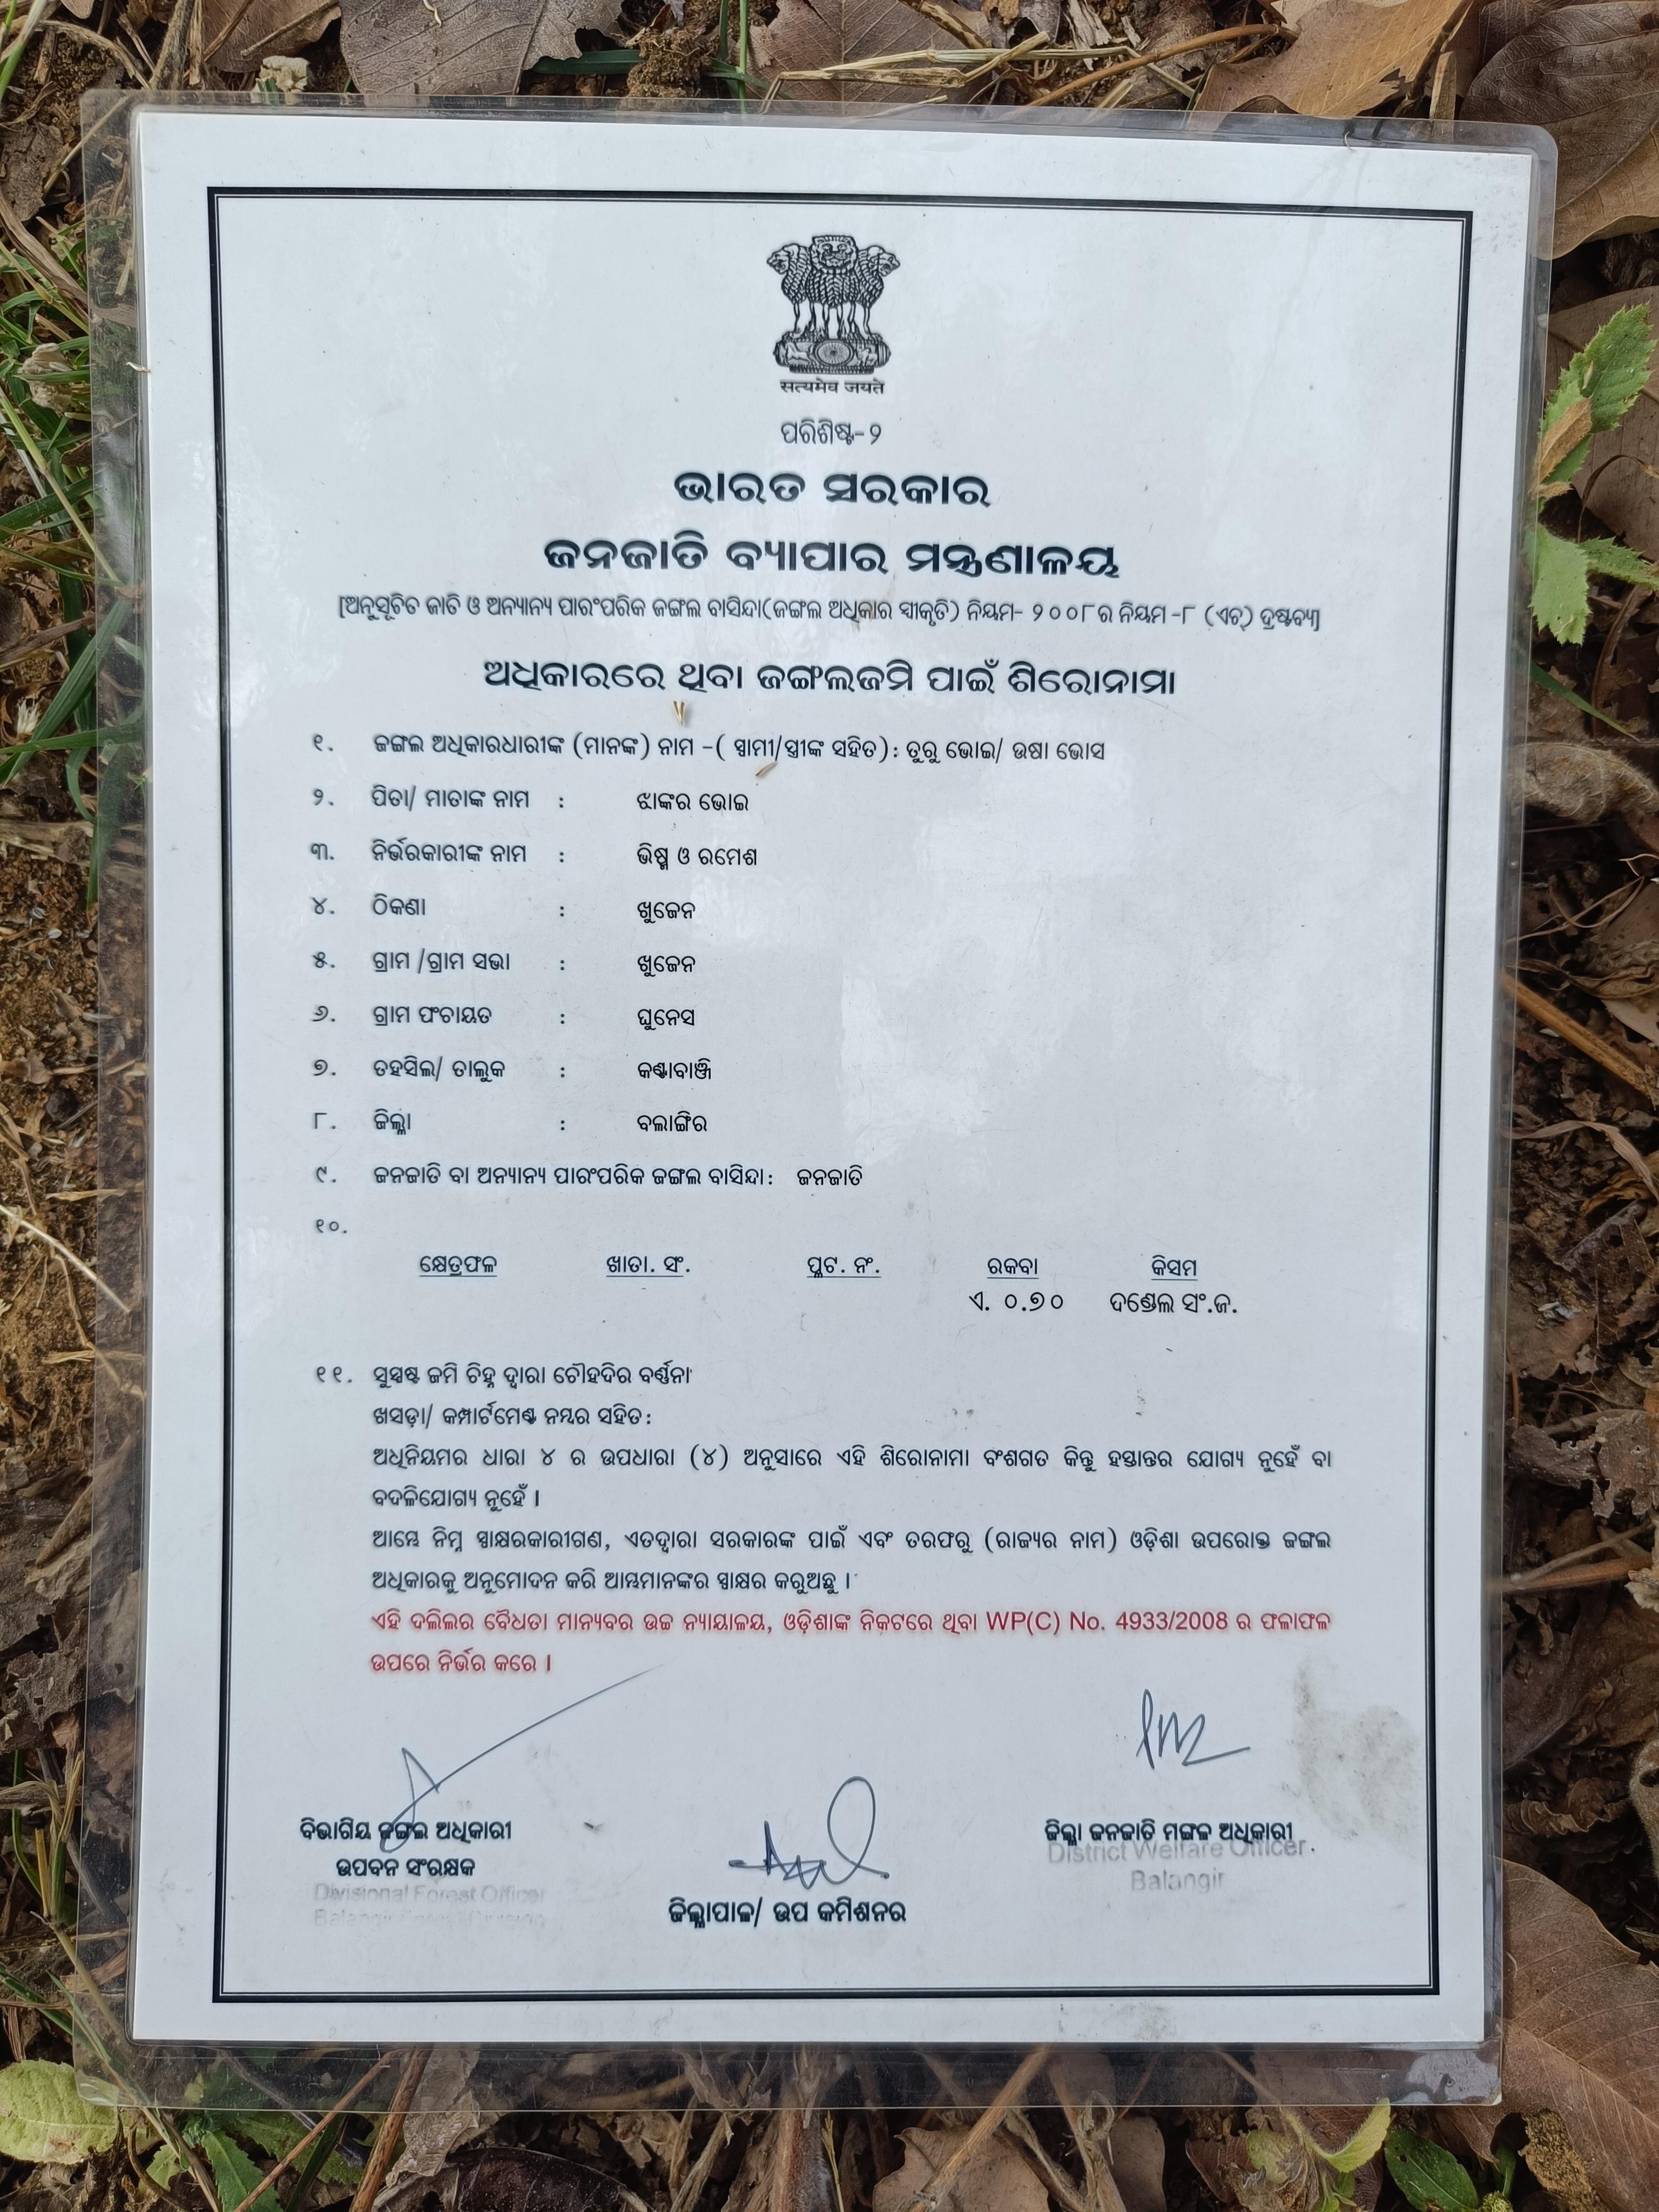 सत्यमेव जयते
ପରିଶିଷ୍ଟ-୨
ଭାରତ ସରକାର
ଜନଜାତି ବ୍ୟାପାର ମନ୍ତ୍ରଣାଳୟ
[ଅନୁସୂଚିତ ଜାତି ଓ ଅନ୍ୟାନ୍ୟ ପାରଂପରିକ ଜଙ୍ଗଲ ବାସିନ୍ଦା(ଜଙ୍ଗଲ ଅଧିକାର ସ୍ୱୀକୃତି) ନିୟମ- ୨୦୦୮ର ନିୟମ -୮ (ଏଚ୍) ଦ୍ରଷ୍ଟବ୍ୟ]
ଅଧିକାରରେ ଥିବା ଜଙ୍ଗଲଜମି ପାଇଁ ଶିରୋନାମା
୧. ଜଙ୍ଗଲ ଅଧିକାରଧାରୀଙ୍କ (ମାନଙ୍କ) ନାମ -( ସ୍ୱାମୀ/ସ୍ତ୍ରୀଙ୍କ ସହିତ): ଡୁରୁ ଭୋଇ/ ଉଷା ଭୋସ
୨. ପିତା/ ମାତାଙ୍କ ନାମ : ଝାଙ୍କର ଭୋଇ
୩. ନିର୍ଭରକାରୀଙ୍କ ନାମ : ଭିଷ୍ମ ଓ ରମେଶ
୪. ଠିକଣା : ଖୁଜେନ
୫. ଗ୍ରାମ /ଗ୍ରାମ ସଭା : ଖୁଜେନ
୬. ଗ୍ରାମ ପଂଚାୟତ : ଘୁନେସ
୭. ତହସିଲ/ ତାଲୁକ : କଣ୍ଟାବାଞ୍ଜି
୮. ଜିଲ୍ଲା : ବଲାଙ୍ଗିର
୯. ଜନଜାତି ବା ଅନ୍ୟାନ୍ୟ ପାରଂପରିକ ଜଙ୍ଗଲ ବାସିନ୍ଦା: ଜନଜାତି
୧୦.
କ୍ଷେତ୍ରଫଳ ଖାତା. ସଂ. ପ୍ଲଟ. ନଂ. ରକବା କିସମ
ଏ. ୦.୭୦ ଦଣ୍ଡେଲ ସଂ.ଜ.
୧୧. ସୁସ୍ପଷ୍ଟ ଜମି ଚିହ୍ନ ଦ୍ୱାରା ଚୌହଦିର ବର୍ଣ୍ଣନା
ଖସଡ଼ା/ କମ୍ପାର୍ଟମେଣ୍ଟ ନମ୍ବର ସହିତ:
ଅଧିନିୟମର ଧାରା ୪ ର ଉପଧାରା (୪) ଅନୁସାରେ ଏହି ଶିରୋନାମା ବଂଶଗତ କିନ୍ତୁ ହସ୍ତାନ୍ତର ଯୋଗ୍ୟ ନୁହେଁ ବା
ବଦଳିଯୋଗ୍ୟ ନୁହେଁ ।
ଆମ୍ଭେ ନିମ୍ନ ସ୍ୱାକ୍ଷରକାରୀଗଣ, ଏତଦ୍ୱାରା ସରକାରଙ୍କ ପାଇଁ ଏବଂ ତରଫରୁ (ରାଜ୍ୟର ନାମ) ଓଡ଼ିଶା ଉପରୋକ୍ତ ଜଙ୍ଗଲ
ଅଧିକାରକୁ ଅନୁମୋଦନ କରି ଆମ୍ଭମାନଙ୍କର ସ୍ୱାକ୍ଷର କରୁଅଛୁ ।
ଏହି ଦଲିଲର ବୈଧତା ମାନ୍ୟବର ଉଚ୍ଚ ନ୍ୟାୟାଳୟ, ଓଡ଼ିଶାଙ୍କ ନିକଟରେ ଥିବା WP(C) No. 4933/2008 ର ଫଳାଫଳ
ଉପରେ ନିର୍ଭର କରେ ।
ବିଭାଗିୟ ଜଙ୍ଗଲ ଅଧିକାରୀ
ଉପବନ ସଂରକ୍ଷକ
Divisional Forest Officer
ଜିଲ୍ଲାପାଳ/ ଉପ କମିଶନର
ଜିଲ୍ଲା ଜନଜାତି ମଙ୍ଗଳ ଅଧିକାରୀ
District Welfare Officer.
Balangir